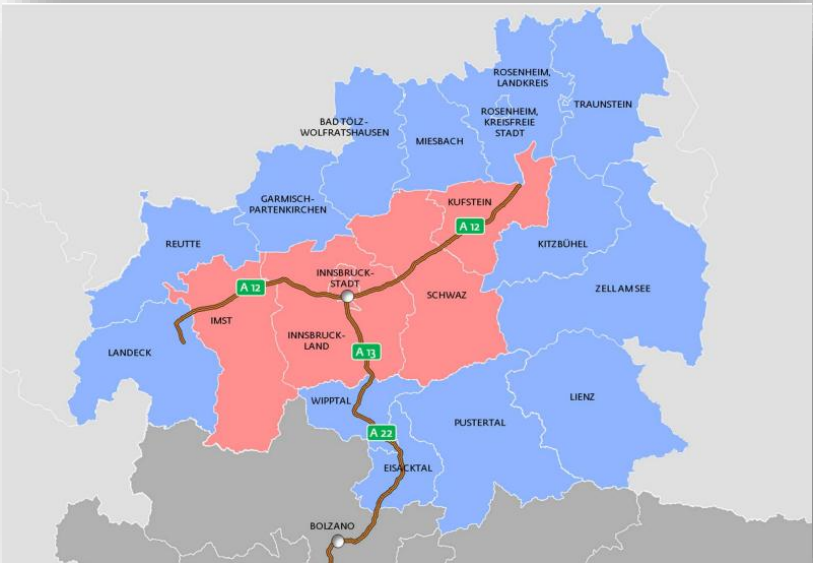 ROSENHEIM,
LANDKREIS
TRAUNSTEIN
ROSENHEIM,
KREISFREIE
STADT
BAD TÖLZ-
WOLFRATSHAUSEN
MIESBACH
GARMISCH-
PARTENKIRCHEN
KUFSTEIN
A 12
REUTTE
KITZBÜHEL
INNSBRUCK-
STADT
A 12
ZELL AM SEE
SCHWAZ
IMST
INNSBRUCK-
LAND
LANDECK
A 13
WIPPTAL
LIENZ
PUSTERTAL
A 22
EISACKTAL
BOLZANO